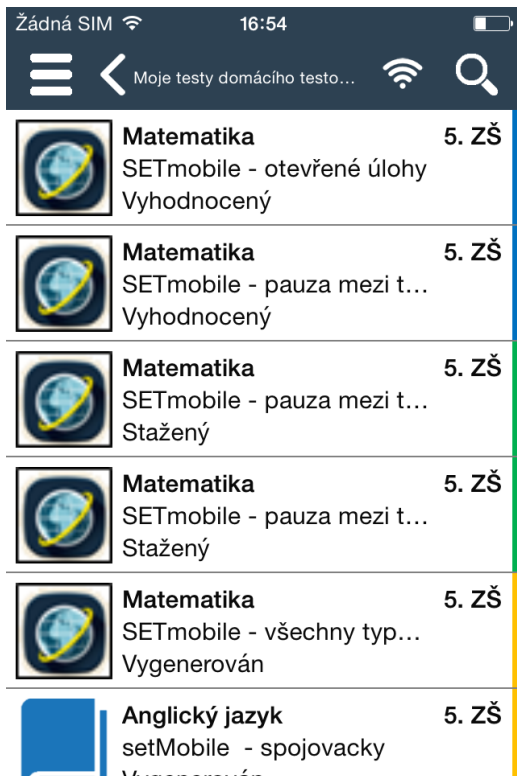 Žádná SIM 16:54
Moje testy domácího testo...
Matematika 5. ZŠ
SETmobile - otevřené úlohy
Vyhodnocený
Matematika 5. ZŠ
SETmobile - pauza mezi t...
Vyhodnocený
Matematika 5. ZŠ
SETmobile - pauza mezi t...
Stažený
Matematika 5. ZŠ
SETmobile - pauza mezi t...
Stažený
Matematika 5. ZŠ
SETmobile - všechny typ...
Vygenerován
Anglický jazyk 5. ZŠ
setMobile - spojovacky
Vygenerován